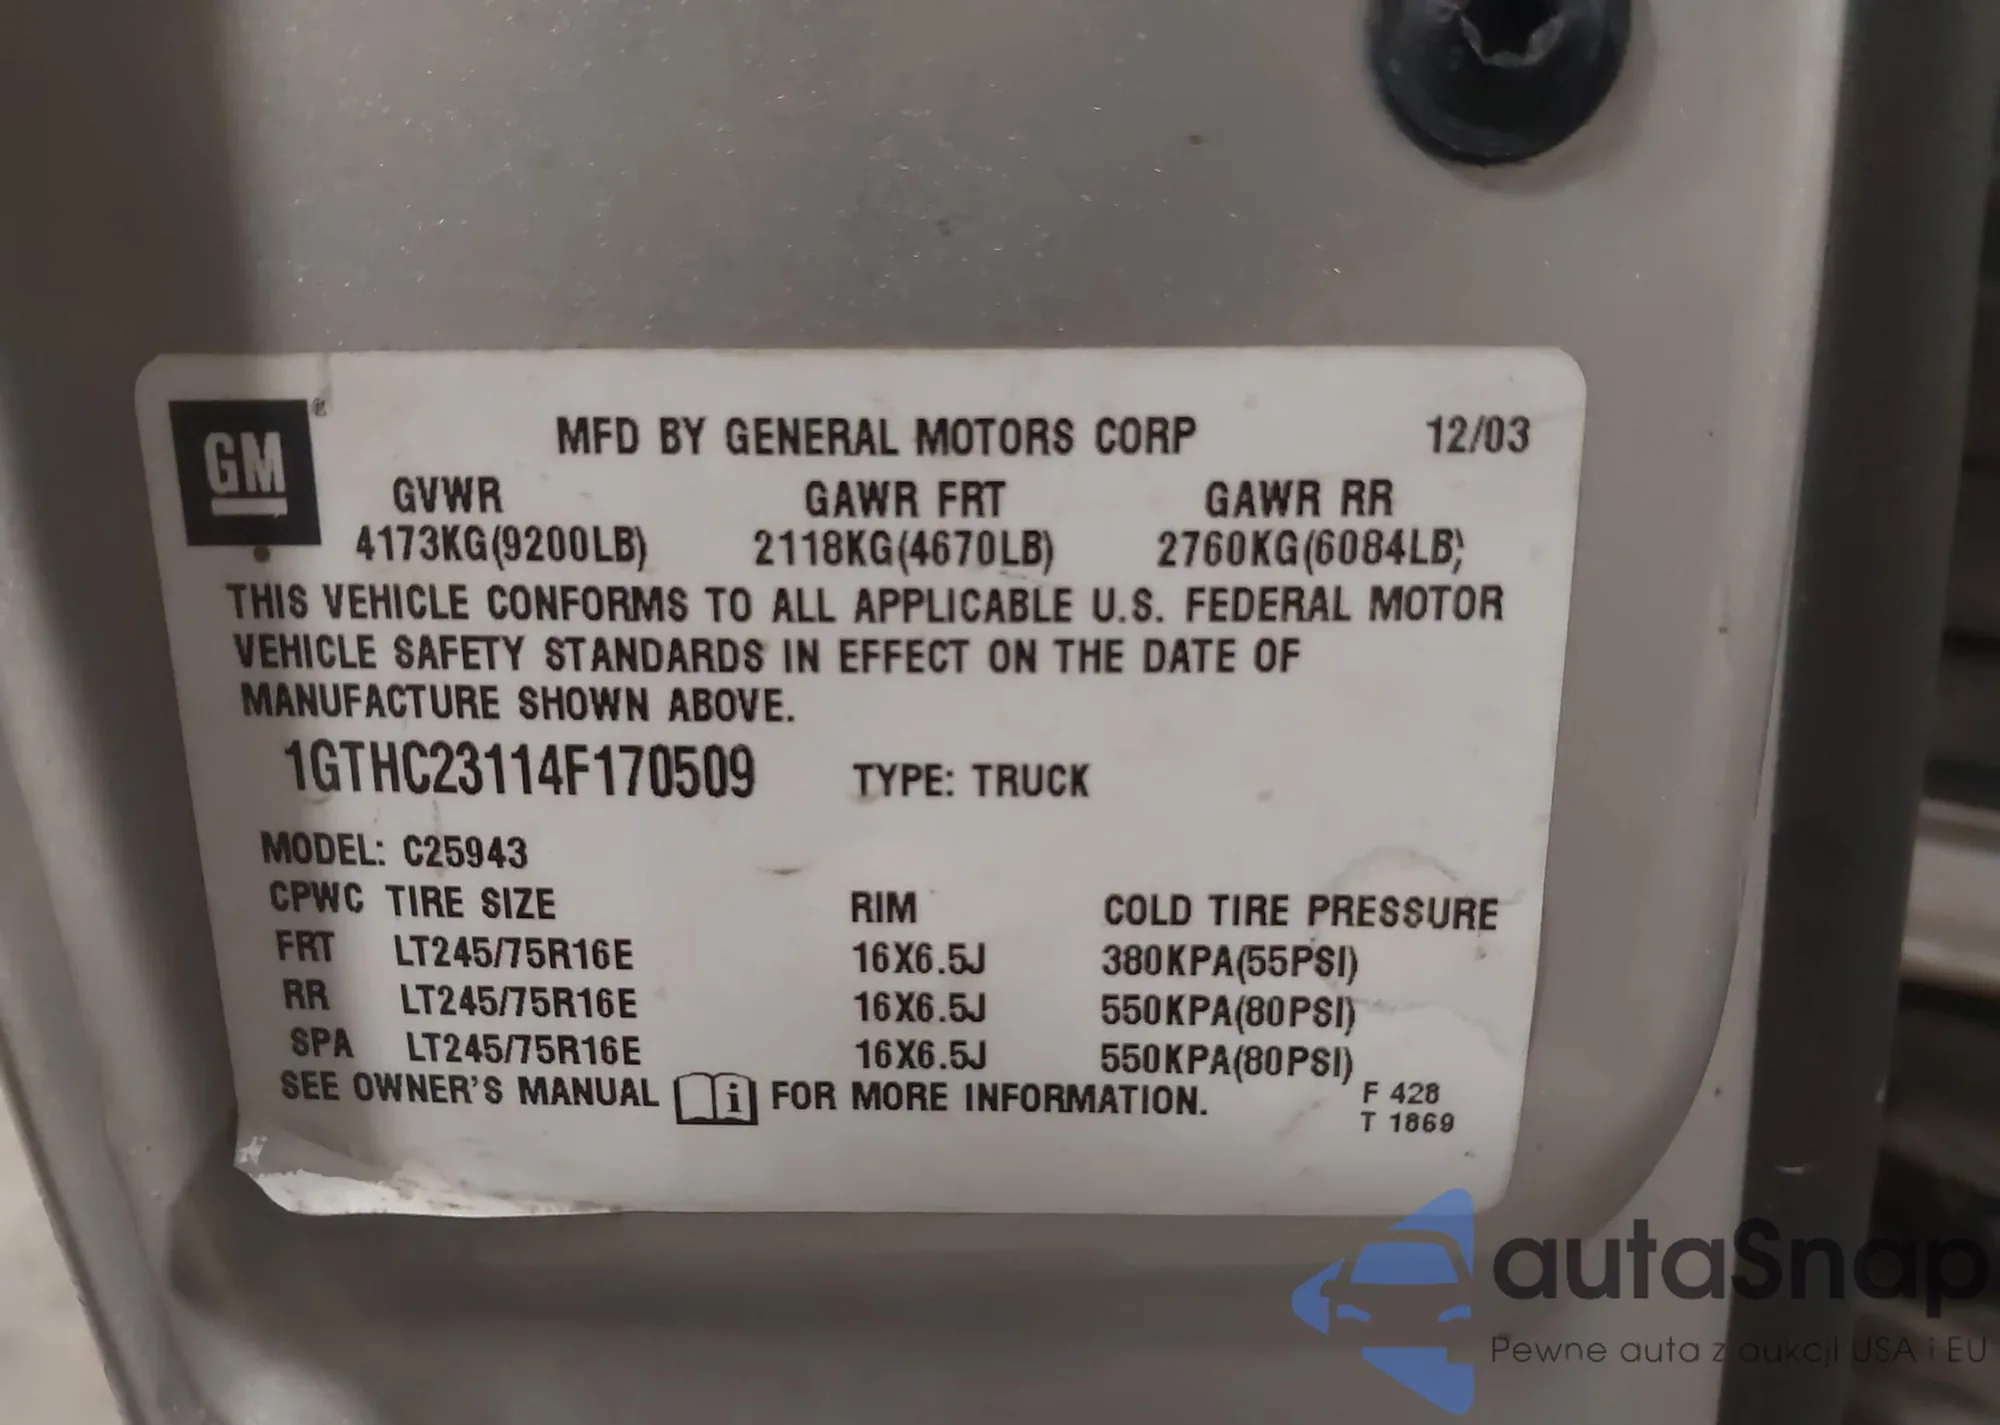 GM
MFD BY GENERAL MOTORS CORP 12/03
GVWR GAWR FRT GAWR RR
4173KG(9200LB) 2118KG(4670LB) 2760KG(6084LB)
THIS VEHICLE CONFORMS TO ALL APPLICABLE U.S. FEDERAL MOTOR
VEHICLE SAFETY STANDARDS IN EFFECT ON THE DATE OF
MANUFACTURE SHOWN ABOVE.
1GTHC23114F170509 TYPE: TRUCK
MODEL: C25943
CPWC TIRE SIZE RIM COLD TIRE PRESSURE
FRT LT245/75R16E 16X6.5J 380KPA(55PSI)
RR LT245/75R16E 16X6.5J 550KPA(80PSI)
SPA LT245/75R16E 16X6.5J 550KPA(80PSI)
SEE OWNER'S MANUAL i FOR MORE INFORMATION.
F 428
T 1869
autaSnap
Pewne auta z aukcji USA i EU